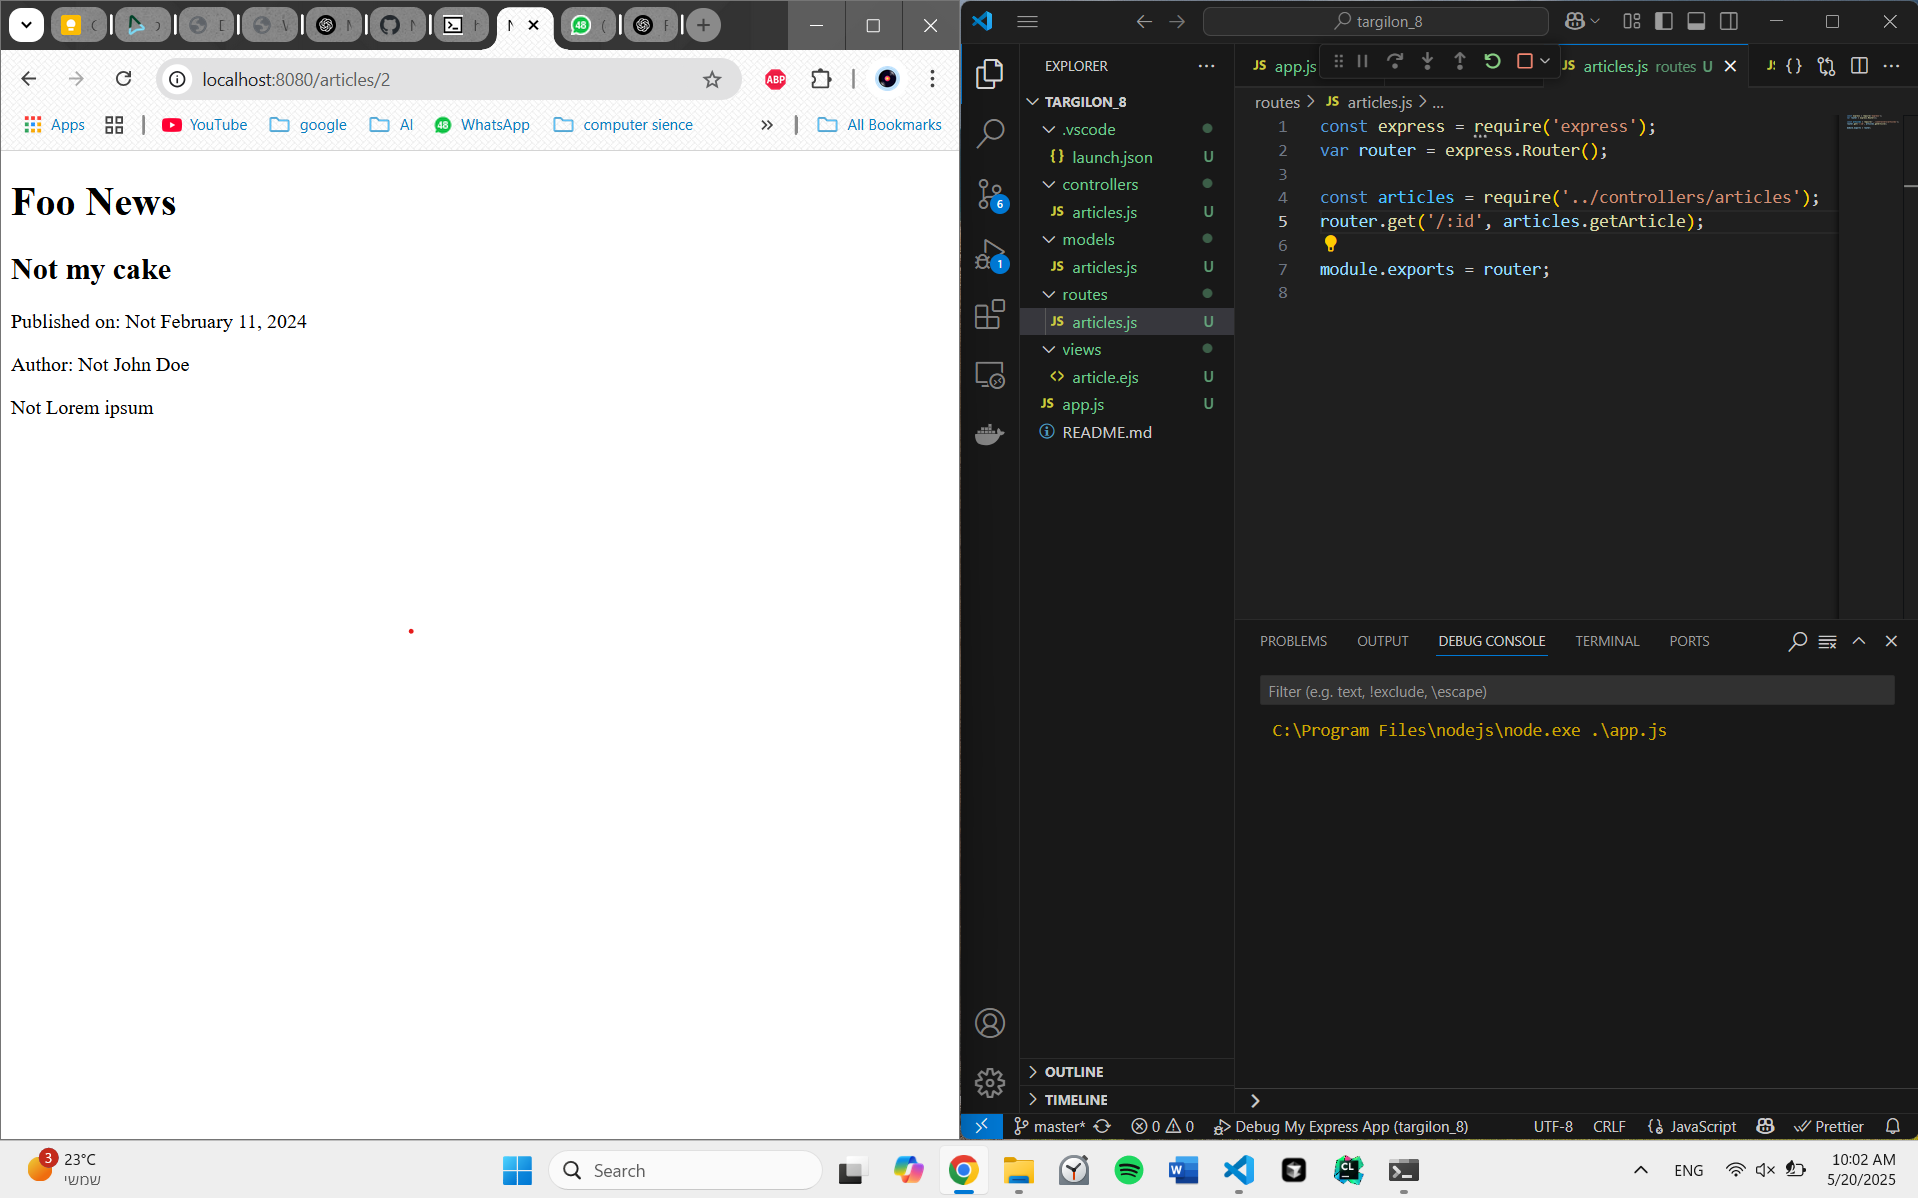 localhost:8080/articles/2
Apps
YouTube
google
AI
48
WhatsApp
computer sience
All Bookmarks
Foo News
Not my cake
Published on: Not February 11, 2024
Author: Not John Doe
Not Lorem ipsum
targilon_8
EXPLORER
TARGILON_8
.vscode
launch.json U
controllers
JS articles.js U
models
JS articles.js U
routes
JS articles.js U
views
article.ejs U
JS app.js U
README.md
OUTLINE
TIMELINE
6
1
JS app.js
JS articles.js routes U
routes > JS articles.js > ...
1 const express = require('express');
2 var router = express.Router();
3
4 const articles = require('../controllers/articles');
5 router.get('/:id', articles.getArticle);
6
7 module.exports = router;
8
PROBLEMS OUTPUT DEBUG CONSOLE TERMINAL PORTS
Filter (e.g. text, !exclude, \escape)
C:\Program Files\nodejs\node.exe .\app.js
master* 0 0 Debug My Express App (targilon_8) UTF-8 CRLF {} JavaScript Prettier
3
23°C
שמשי
Search
ENG
10:02 AM
5/20/2025